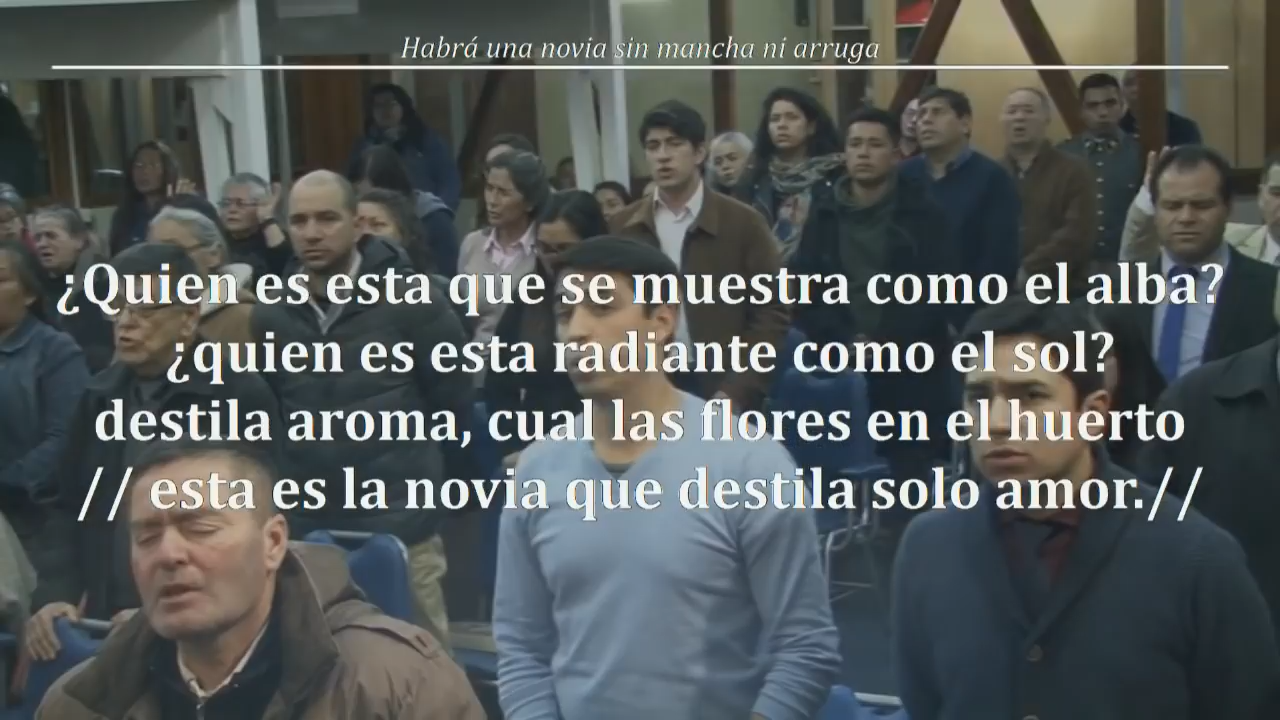 Habrá una novia sin mancha ni arruga
¿Quien es esta que se muestra como el alba?
¿quien es esta radiante como el sol?
destila aroma, cual las flores en el huerto
// esta es la novia que destila solo amor.//